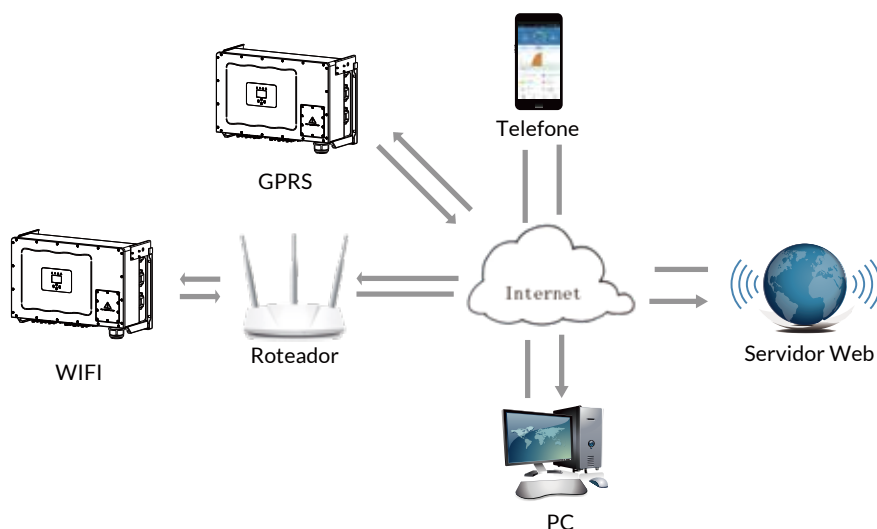 Telefone
GPRS
Internet
Roteador
Servidor Web
WIFI
PC